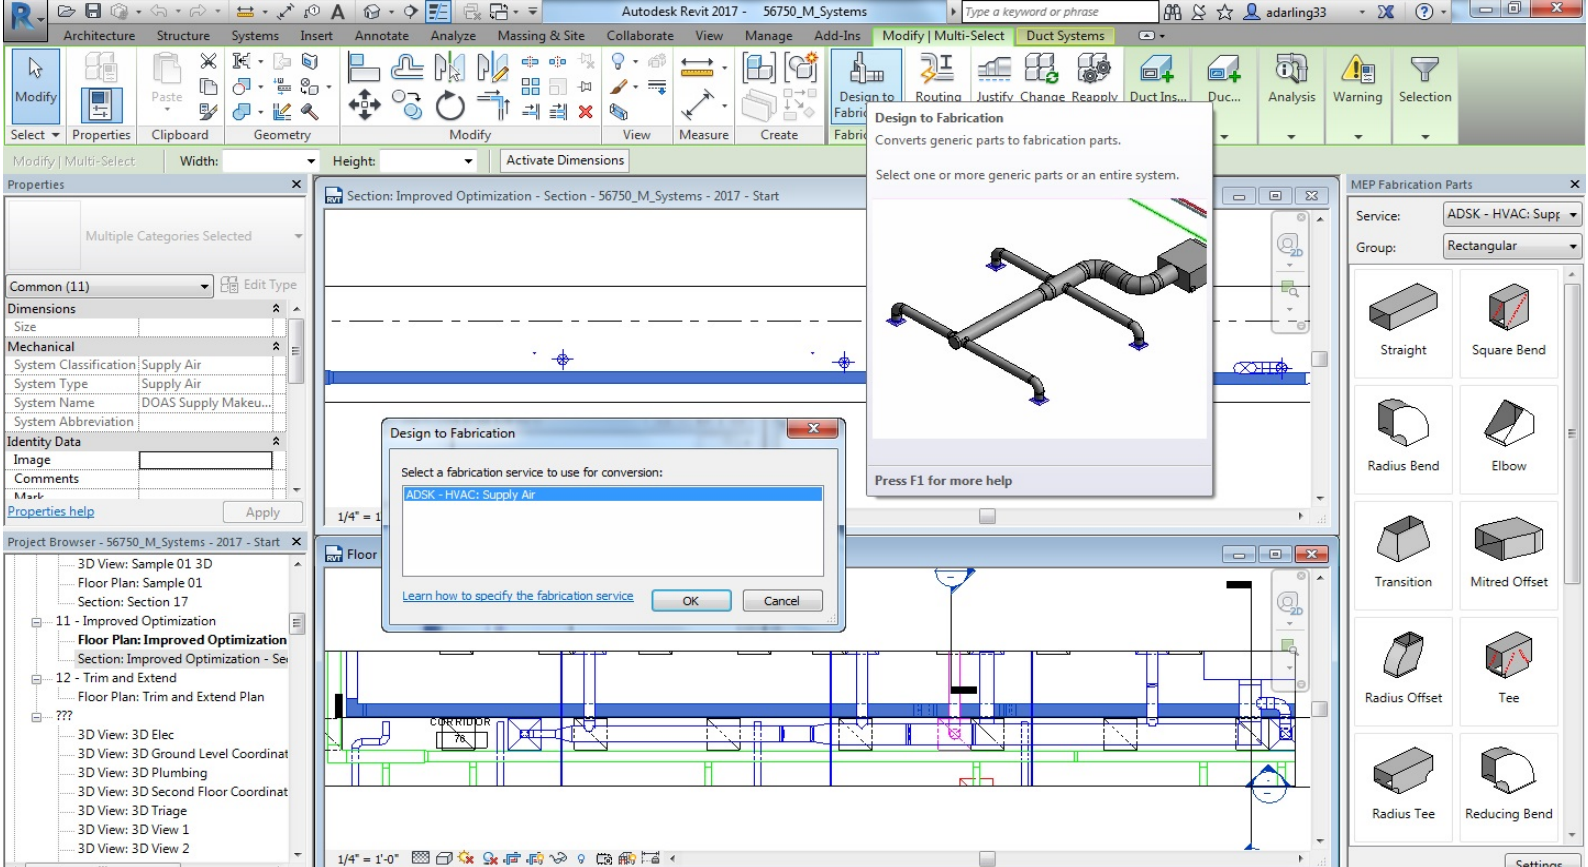 Autodesk Revit 2017 - 56750_M_Systems
Type a keyword or phrase
adarling33
Architecture Structure Systems Insert Annotate Analyze Massing & Site Collaborate View Manage Add-Ins Modify | Multi-Select Duct Systems
Modify
Paste
Design to
Fabric
Routing Justify Change Reapply Duct Ins... Duc... Analysis Warning Selection
Select Properties Clipboard Geometry Modify View Measure Create Fabric
Modify | Multi-Select Width: Height: Activate Dimensions
Design to Fabrication
Converts generic parts to fabrication parts.
Select one or more generic parts or an entire system.
Press F1 for more help
Properties
Multiple Categories Selected
Common (11) Edit Type
Dimensions
Size
Mechanical
System Classification Supply Air
System Type Supply Air
System Name DOAS Supply Makeu...
System Abbreviation
Identity Data
Image
Comments
Mark
Properties help Apply
Project Browser - 56750_M_Systems - 2017 - Start
3D View: Sample 01 3D
Floor Plan: Sample 01
Section: Section 17
11 - Improved Optimization
Floor Plan: Improved Optimization
Section: Improved Optimization - Se
12 - Trim and Extend
Floor Plan: Trim and Extend Plan
???
3D View: 3D Elec
3D View: 3D Ground Level Coordinat
3D View: 3D Plumbing
3D View: 3D Second Floor Coordinat
3D View: 3D Triage
3D View: 3D View 1
3D View: 3D View 2
Section: Improved Optimization - Section - 56750_M_Systems - 2017 - Start
2D
1/4" = 1
Design to Fabrication
Select a fabrication service to use for conversion:
ADSK - HVAC: Supply Air
Learn how to specify the fabrication service OK Cancel
Floor
2D
CORRIDOR
76
1/4" = 1'-0"
MEP Fabrication Parts
Service: ADSK - HVAC: Supp
Group: Rectangular
Straight Square Bend
Radius Bend Elbow
Transition Mitred Offset
Radius Offset Tee
Radius Tee Reducing Bend
Settings